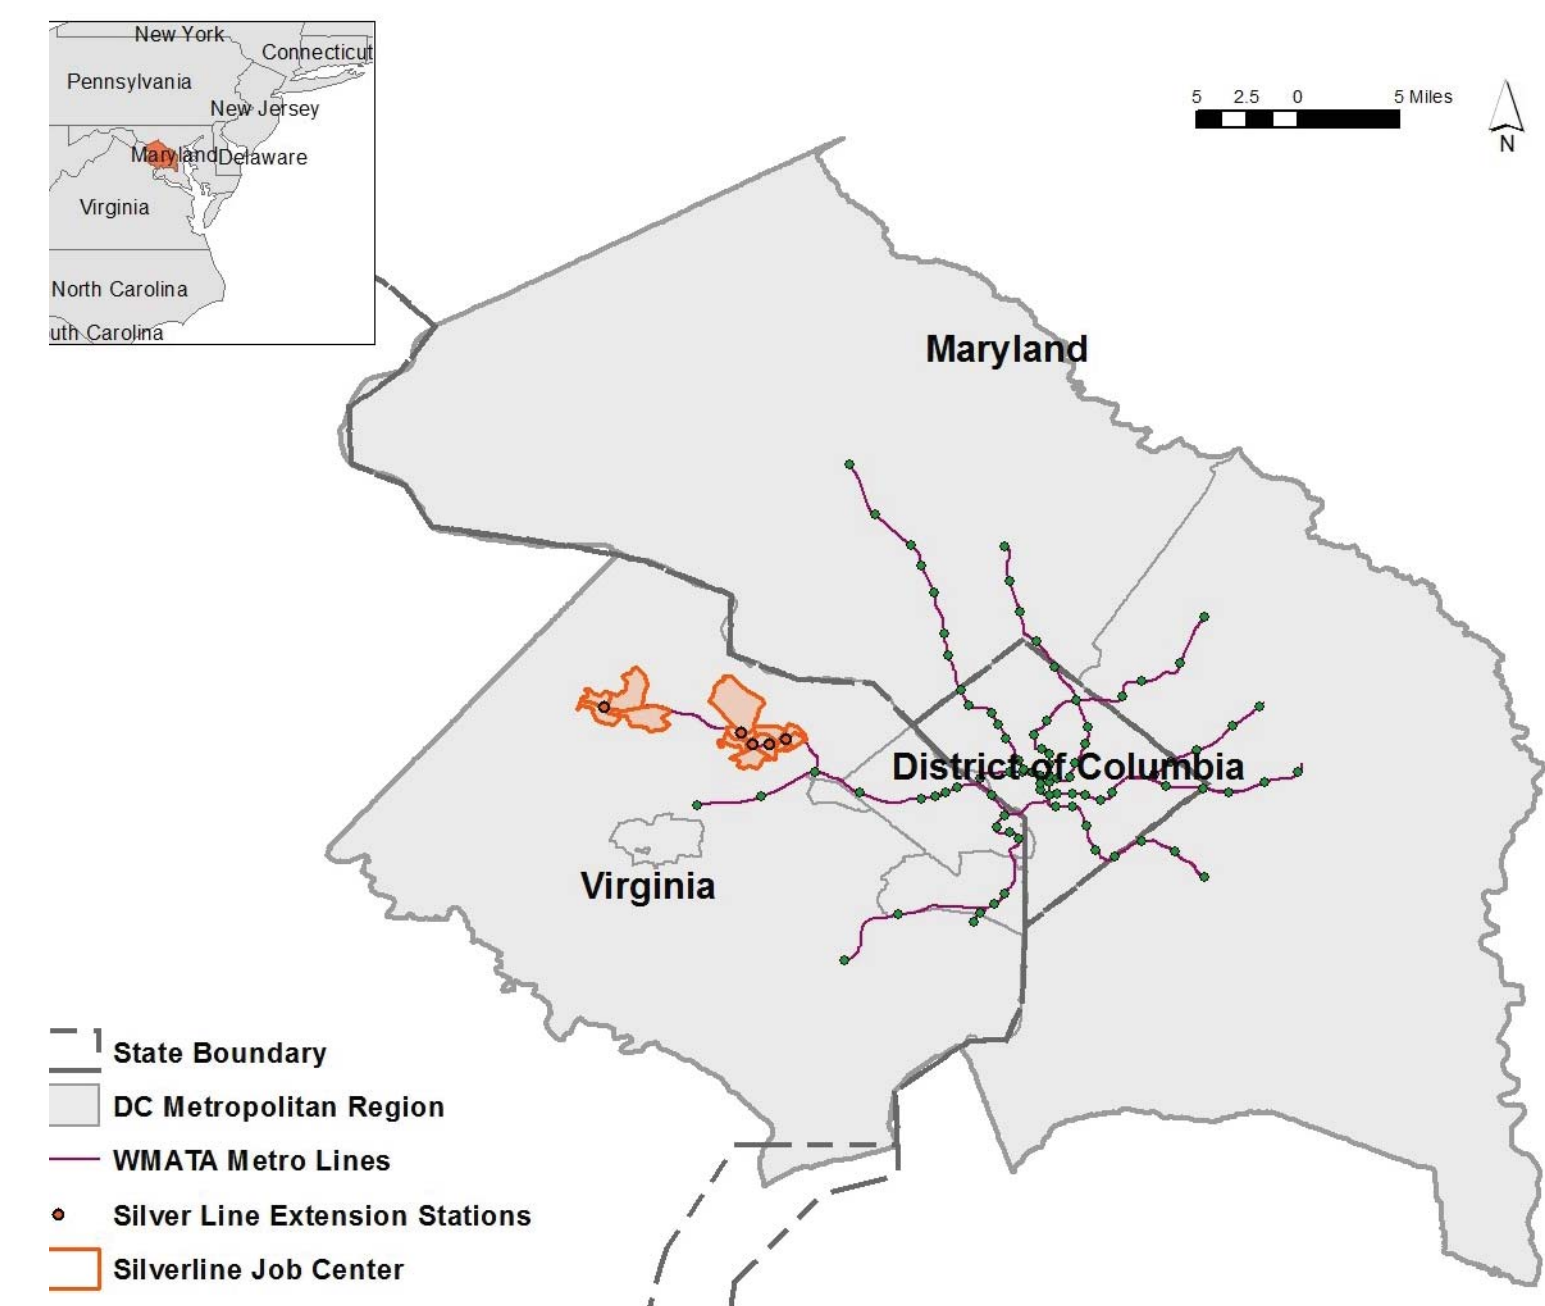 New York
Connecticut
Pennsylvania
New Jersey
Maryland Delaware
Virginia
North Carolina
uth Carolina
5 2.5 0 5 Miles
N
Maryland
District of Columbia
Virginia
State Boundary
DC Metropolitan Region
WMATA Metro Lines
Silver Line Extension Stations
Silverline Job Center